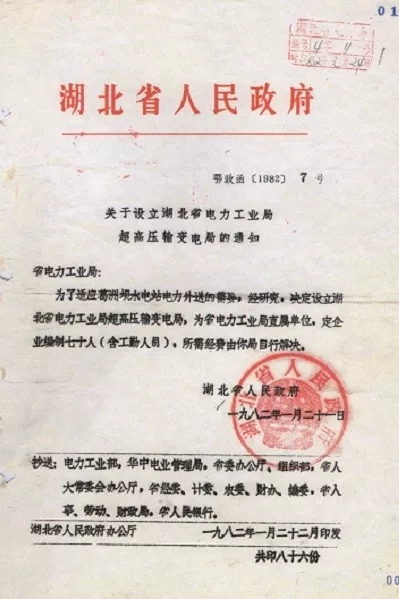 01
湖北省人民政府
鄂政函〔1982〕7号
关于设立湖北省电力工业局
超高压输变电局的通知
省电力工业局:
为了适应葛洲坝水电站电力外送的需要,经研究,决定设立湖
北省电力工业局超高压输变电局,为省电力工业局直属单位,定企
业编制七十人(含工勤人员),所需经费由你局自行解决。
湖北省人民政府
一九八二年一月二十一日
湖北省人民政府
抄送:电力工业部,华中电业管理局,省委办公厅、组织部,省人
大常委会办公厅,省经委、计委、农委、财办、编委,省人
事、劳动、财政局,省人民银行。
湖北省人民政府办公厅 一九八二年一月二十二日印发
共印八十六份
00